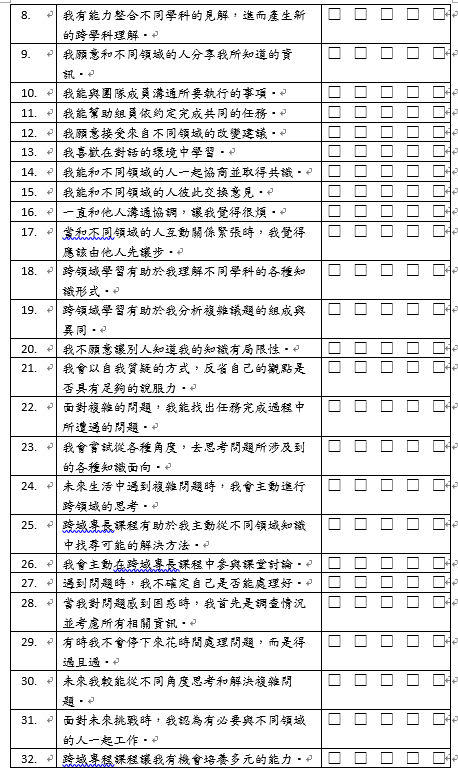 8. 我有能力整合不同學科的見解，進而產生新 □ □ □ □ □
的跨學科理解。
9. 我願意和不同領域的人分享我所知道的資 □ □ □ □ □
訊。
10. 我能與團隊成員溝通所要執行的事項。 □ □ □ □ □
11. 我能幫助組員依約定完成共同的任務。 □ □ □ □ □
12. 我願意接受來自不同領域的改變建議。 □ □ □ □ □
13. 我喜歡在對話的環境中學習。 □ □ □ □ □
14. 我能和不同領域的人一起協商並取得共識。 □ □ □ □ □
15. 我能和不同領域的人彼此交換意見。 □ □ □ □ □
16. 一直和他人溝通協調，讓我覺得很煩。 □ □ □ □ □
17. 當和不同領域的人互動關係緊張時，我覺得 □ □ □ □ □
應該由他人先讓步。
18. 跨領域學習有助於我理解不同學科的各種知 □ □ □ □ □
識形式。
19. 跨領域學習有助於我分析複雜議題的組成與 □ □ □ □ □
異同。
20. 我不願意讓別人知道我的知識有局限性。 □ □ □ □ □
21. 我會以自我質疑的方式，反省自己的觀點是 □ □ □ □ □
否具有足夠的說服力。
22. 面對複雜的問題，我能找出任務完成過程中 □ □ □ □ □
所遭遇的問題。
23. 我會嘗試從各種角度，去思考問題所涉及到 □ □ □ □ □
的各種知識面向。
24. 未來生活中遇到複雜問題時，我會主動進行 □ □ □ □ □
跨領域的思考。
25. 跨域專長課程有助於我主動從不同領域知識 □ □ □ □ □
中找尋可能的解決方法。
26. 我會主動在跨域專長課程中參與課堂討論。 □ □ □ □ □
27. 遇到問題時，我不確定自己是否能處理好。 □ □ □ □ □
28. 當我對問題感到困惑時，我首先是調查情況 □ □ □ □ □
並考慮所有相關資訊。
29. 有時我不會停下來花時間處理問題，而是得 □ □ □ □ □
過且過。
30. 未來我較能從不同角度思考和解決複雜問 □ □ □ □ □
題。
31. 面對未來挑戰時，我認為有必要與不同領域 □ □ □ □ □
的人一起工作。
32. 跨域專程課程讓我有機會培養多元的能力。 □ □ □ □ □